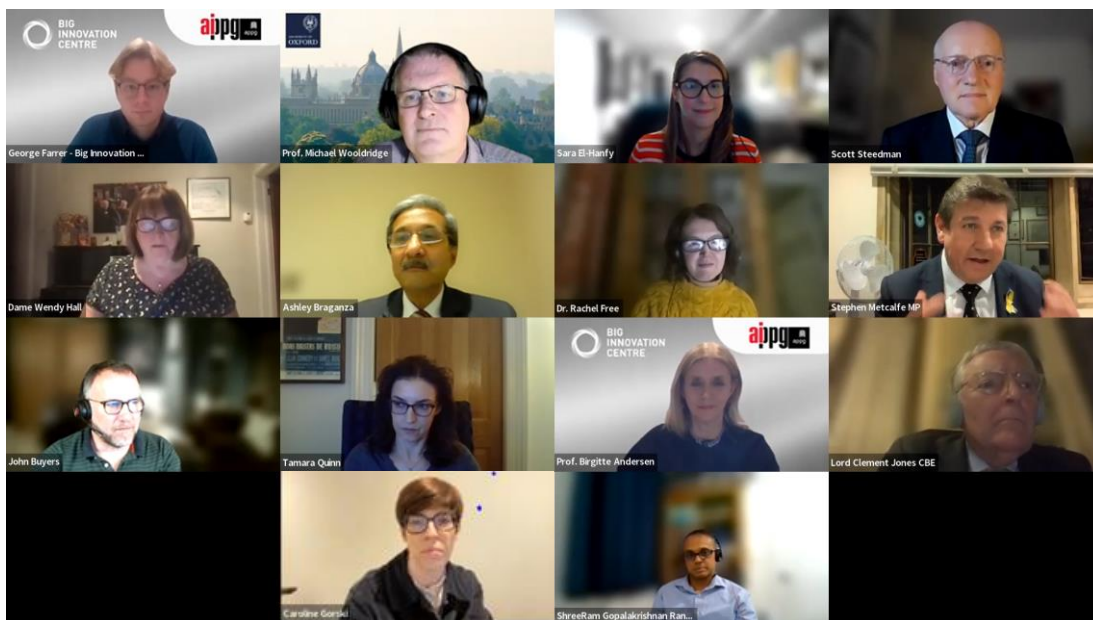 BIG
INNOVATION
CENTRE
appg
George Farrer - Big Innovation ...
UNIVERSITY OF
OXFORD
Prof. Michael Wooldridge
Sara El-Hanfy
Scott Steedman
Dame Wendy Hall
Ashley Braganza
Dr. Rachel Free
Stephen Metcalfe MP
John Buyers
Tamara Quinn
BIG
INNOVATION
CENTRE
appg
Prof. Birgitte Andersen
Lord Clement Jones CBE
Caroline Gorski
ShreeRam Gopalakrishnan Ran...